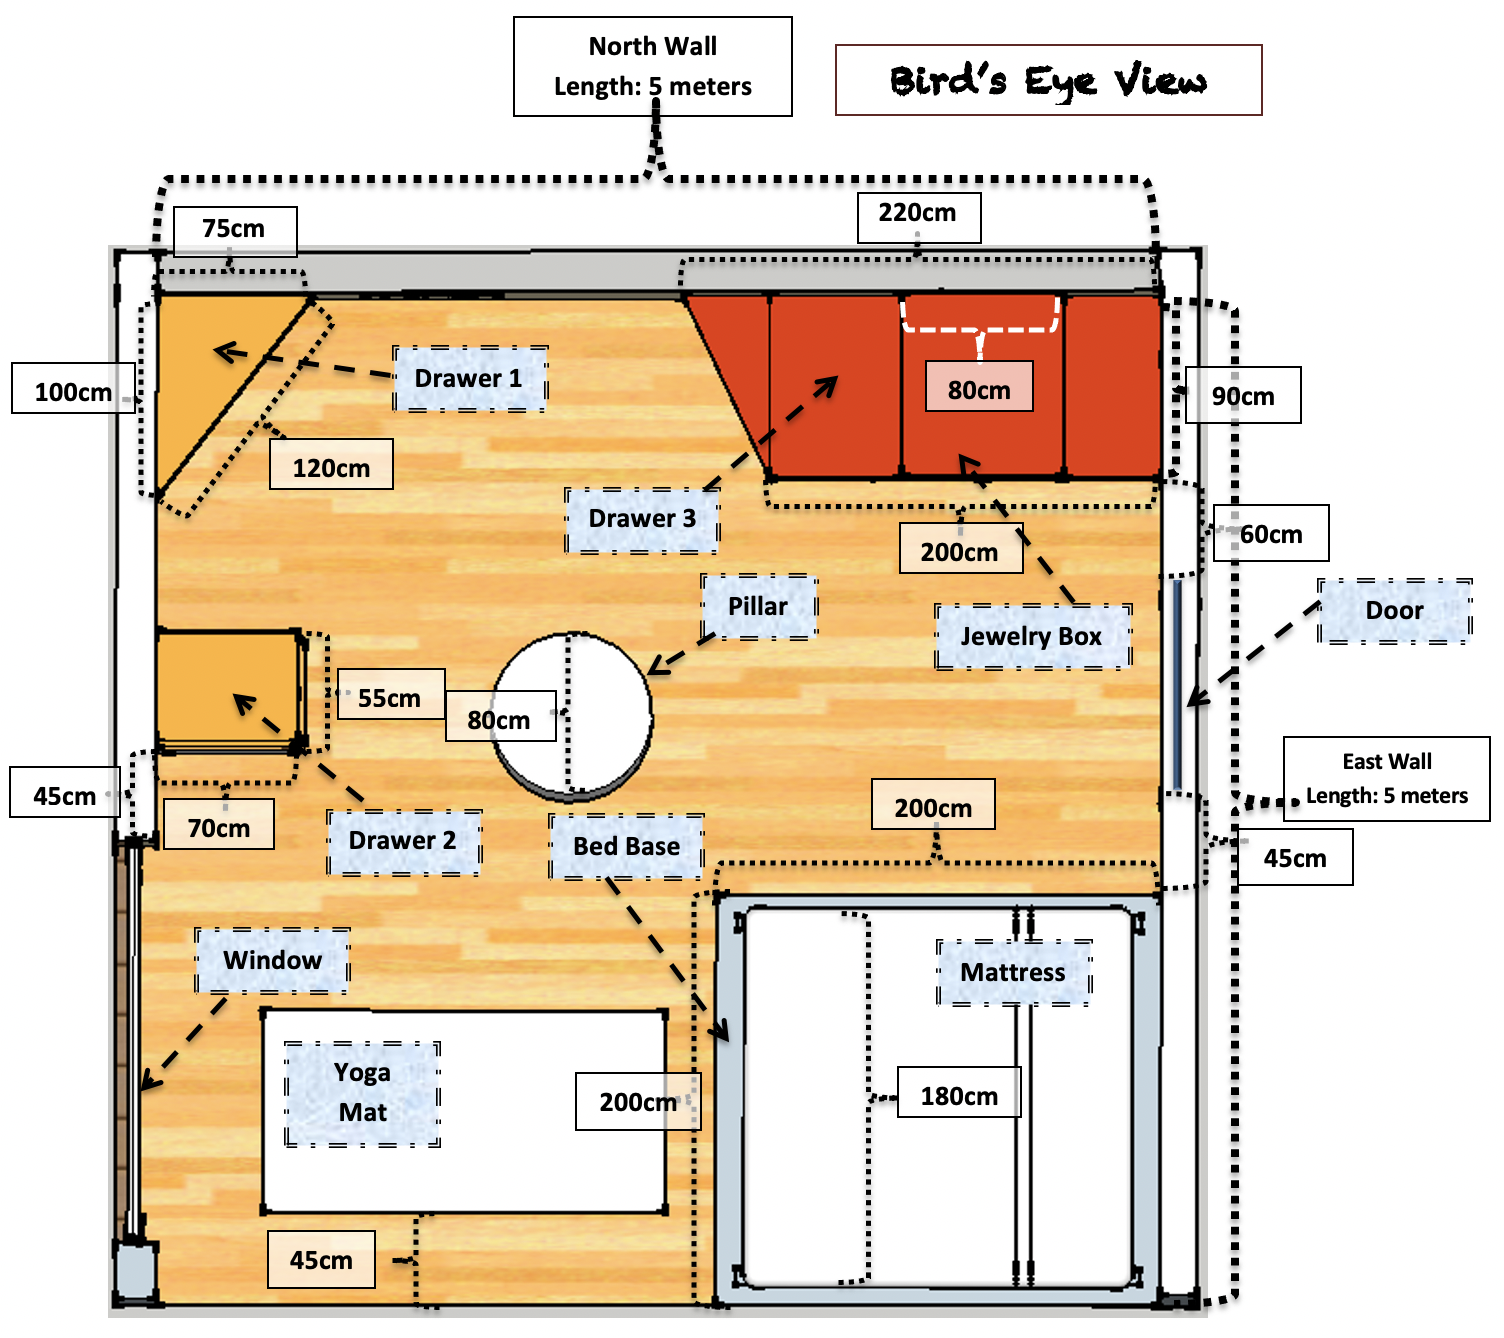 North Wall
Length: 5 meters
Bird's Eye View
75cm
220cm
100cm
Drawer 1
80cm
90cm
120cm
Drawer 3
200cm
60cm
Pillar
Jewelry Box
Door
55cm
80cm
East Wall
Length: 5 meters
45cm
70cm
Drawer 2
Bed Base
200cm
45cm
Window
Mattress
Yoga
Mat
200cm
180cm
45cm